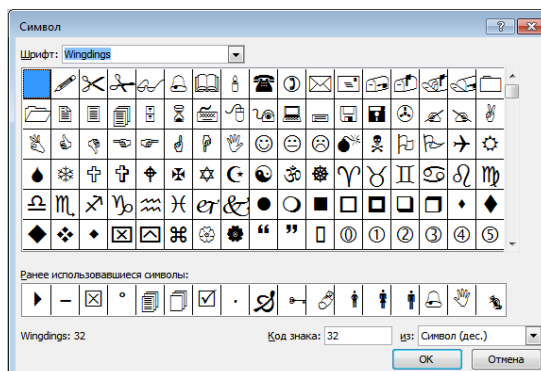 Символ
Шрифт: Wingdings
Ранее использовавшиеся символы:
Wingdings: 32
Код знака: 32
из: Символ (дес.)
ОК
Отмена